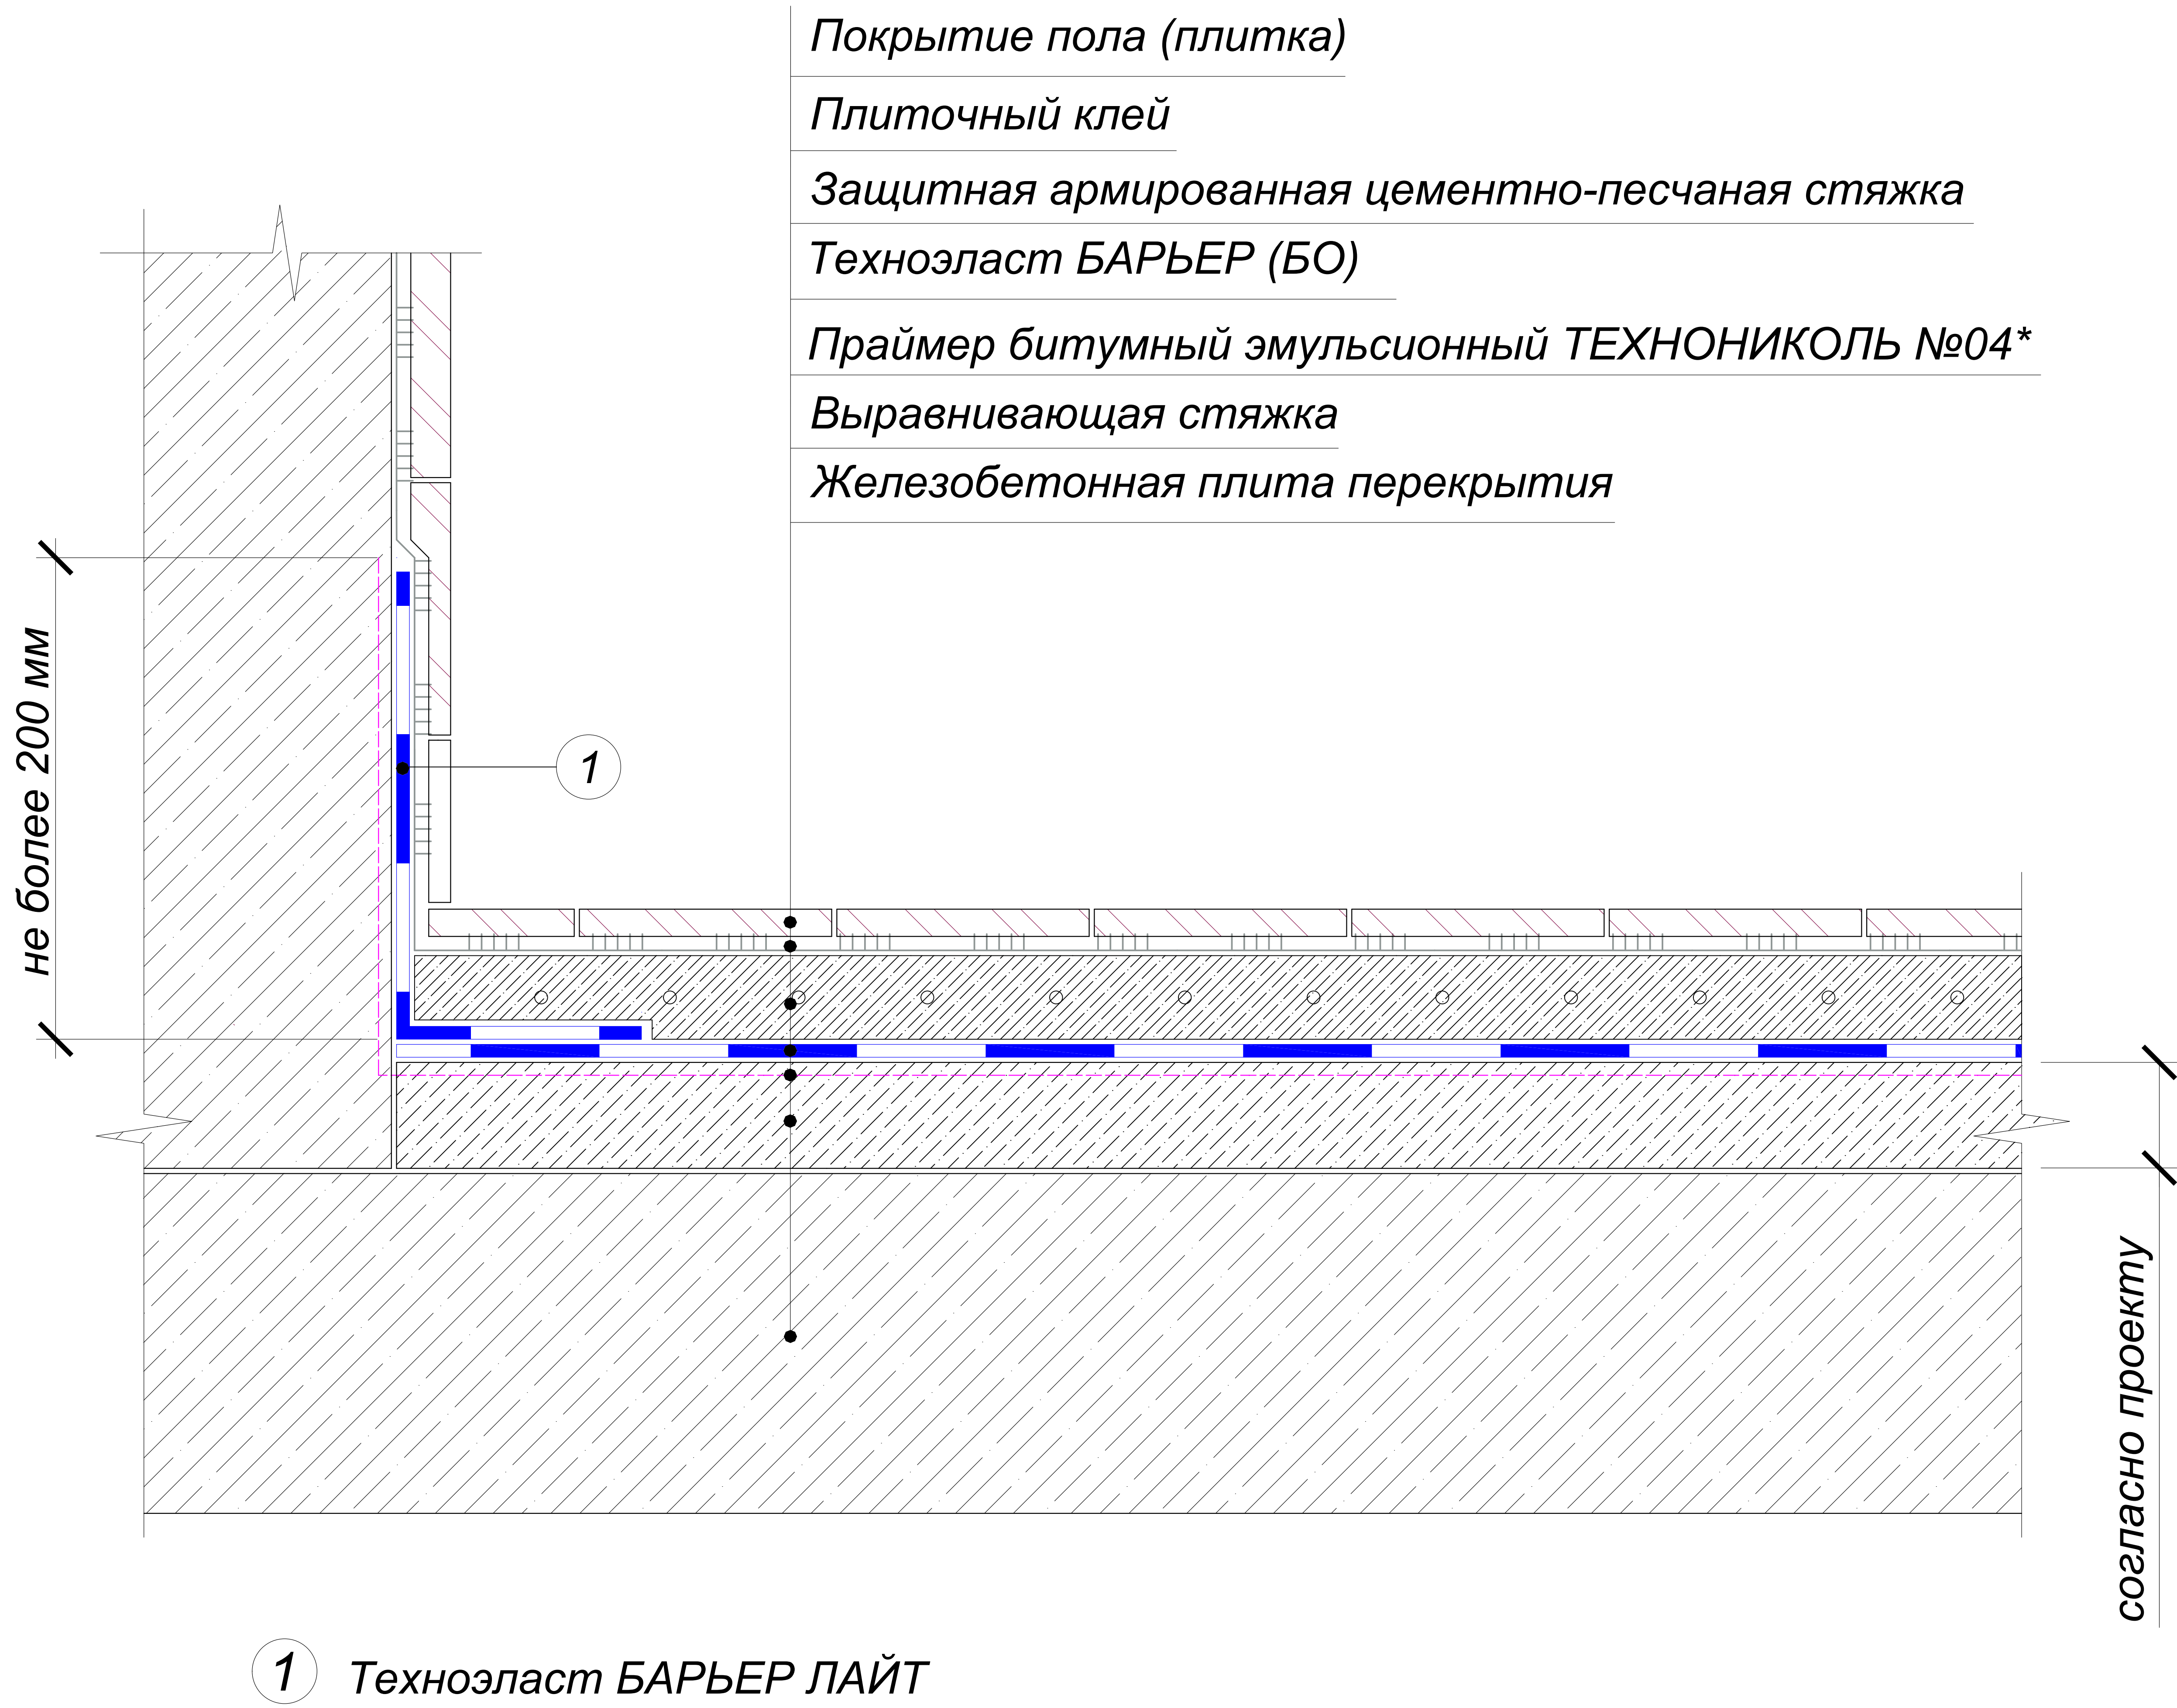 Покрытие пола (плитка)
Плиточный клей
Защитная армированная цементно-песчаная стяжка
Техноэласт БАРЬЕР (БО)
Праймер битумный эмульсионный ТЕХНОНИКОЛЬ №04*
Выравнивающая стяжка
Железобетонная плита перекрытия
не более 200 мм
1
согласно проекту
1 Техноэласт БАРЬЕР ЛАЙТ